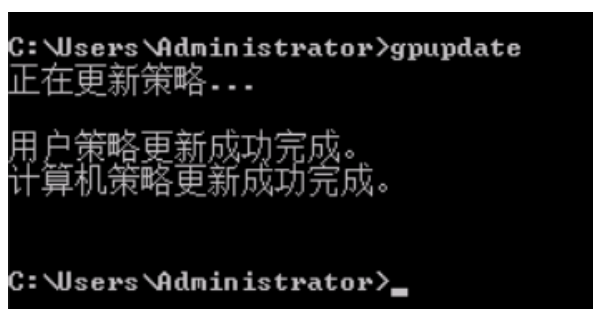 C:\Users\Administrator>gpupdate
正在更新策略...
用户策略更新成功完成。
计算机策略更新成功完成。
C:\Users\Administrator>_